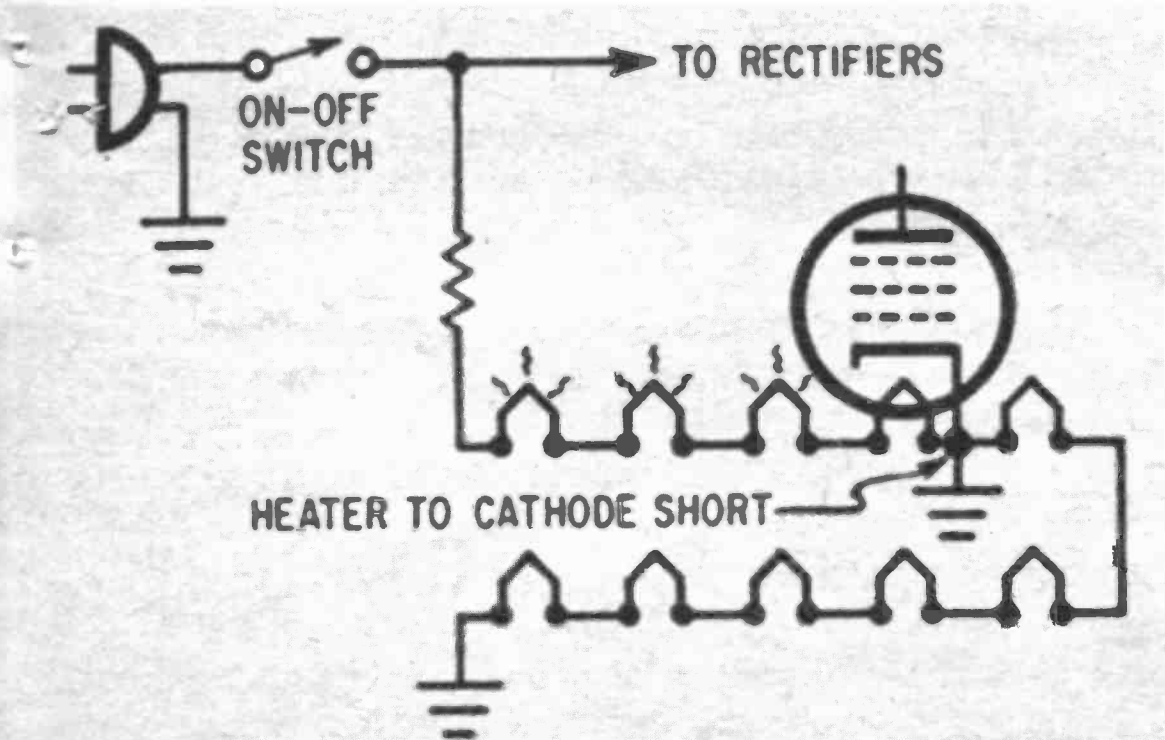 TO RECTIFIERS
ON-OFF
SWITCH
HEATER TO CATHODE SHORT